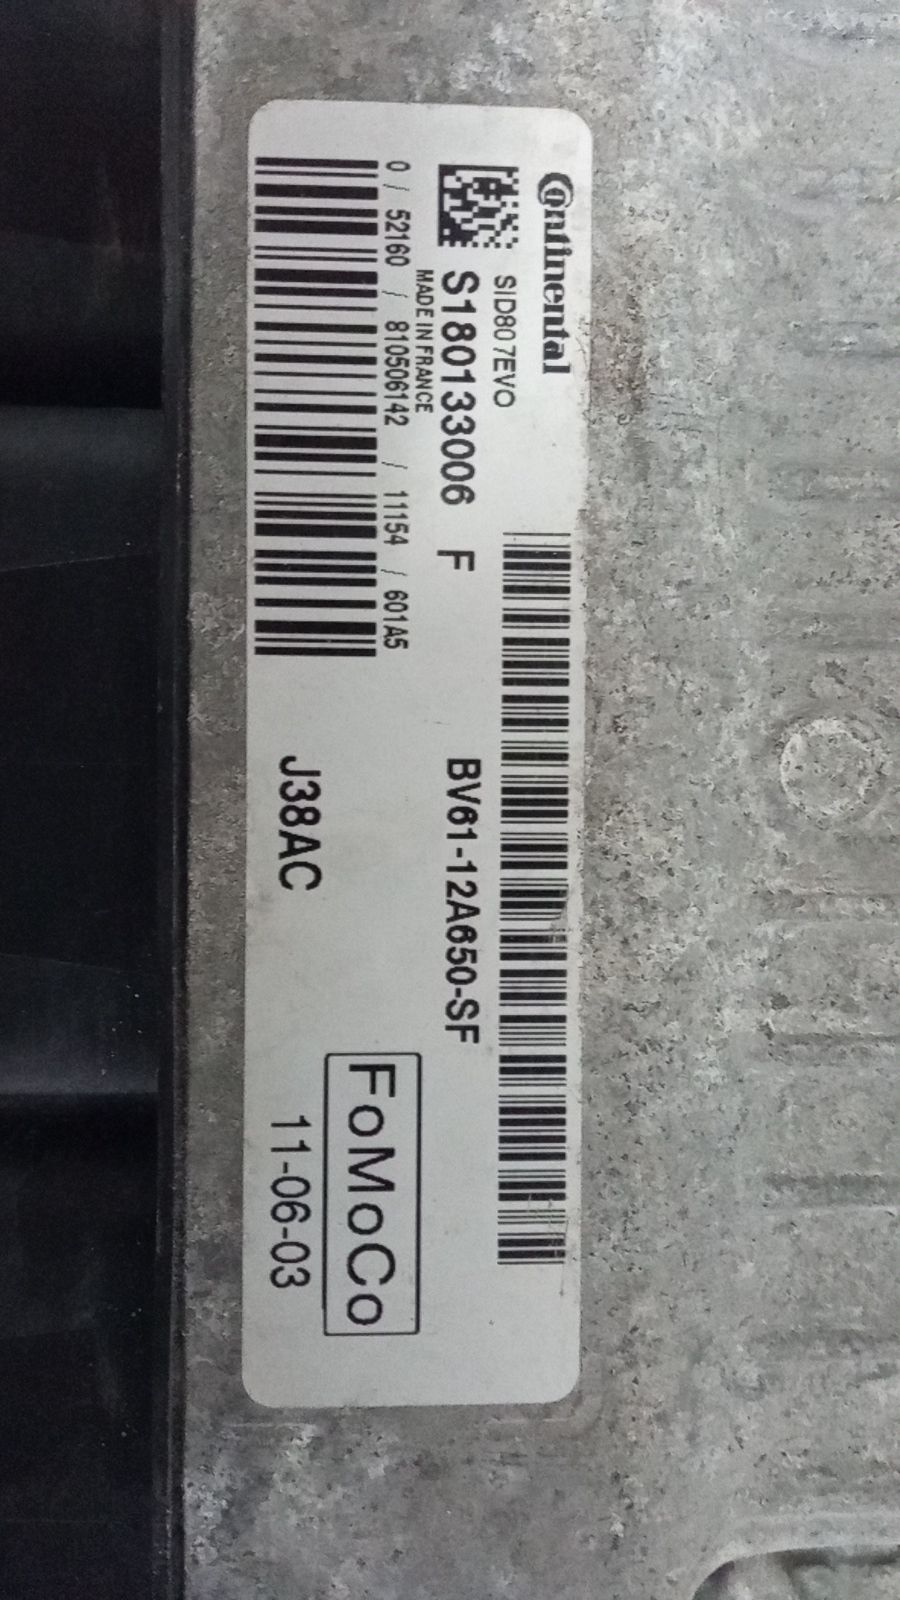 Continental
SID807EVO
S180133006 F
MADE IN FRANCE
0 / 52160 / 810506142 / 11154 / 601A5
BV61-12A650-SF
J38AC
FoMoCo
11-06-03